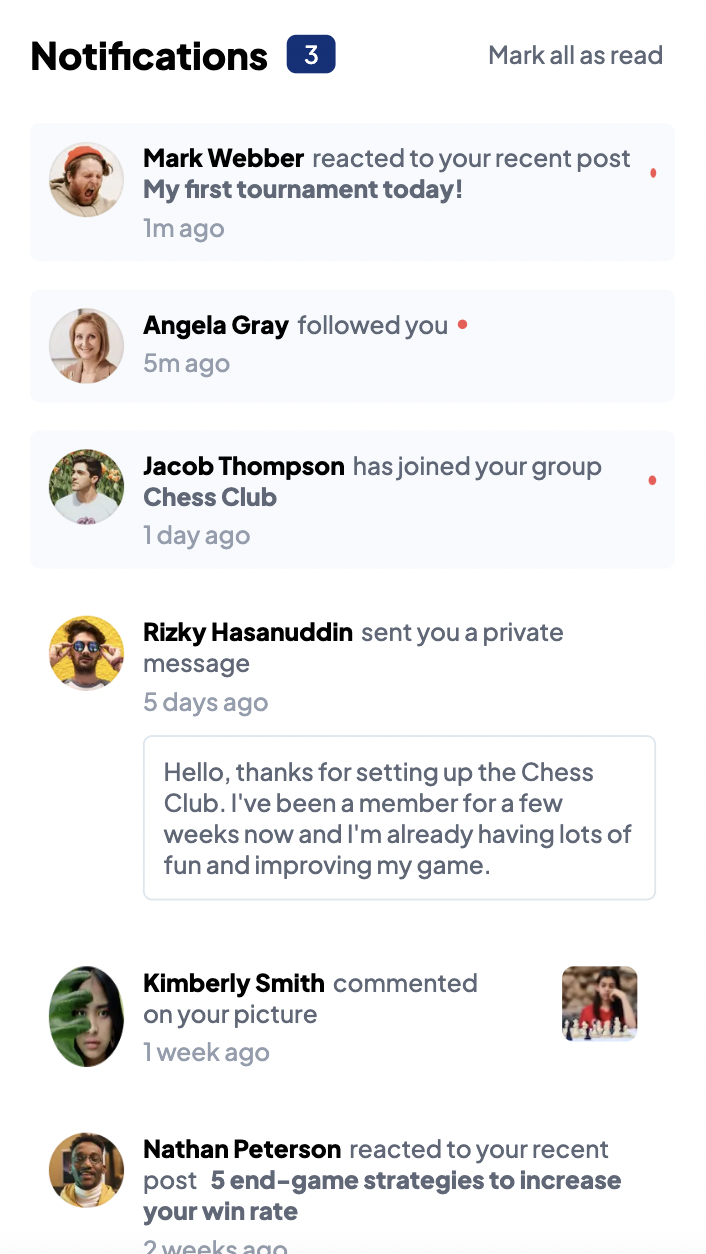 Notifications 3 Mark all as read
Mark Webber reacted to your recent post
My first tournament today!
1m ago
Angela Gray followed you
5m ago
Jacob Thompson has joined your group
Chess Club
1 day ago
Rizky Hasanuddin sent you a private
message
5 days ago
Hello, thanks for setting up the Chess
Club. I've been a member for a few
weeks now and I'm already having lots of
fun and improving my game.
Kimberly Smith commented
on your picture
1 week ago
Nathan Peterson reacted to your recent
post 5 end-game strategies to increase
your win rate
2 weeks ago